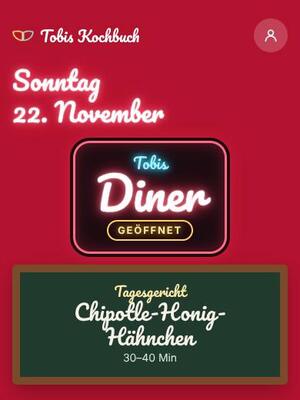 Tobis Kochbuch
Sonntag
22. November
Tobis
Diner
GEÖFFNET
Tagesgericht
Chipotle-Honig-
Hähnchen
30–40 Min